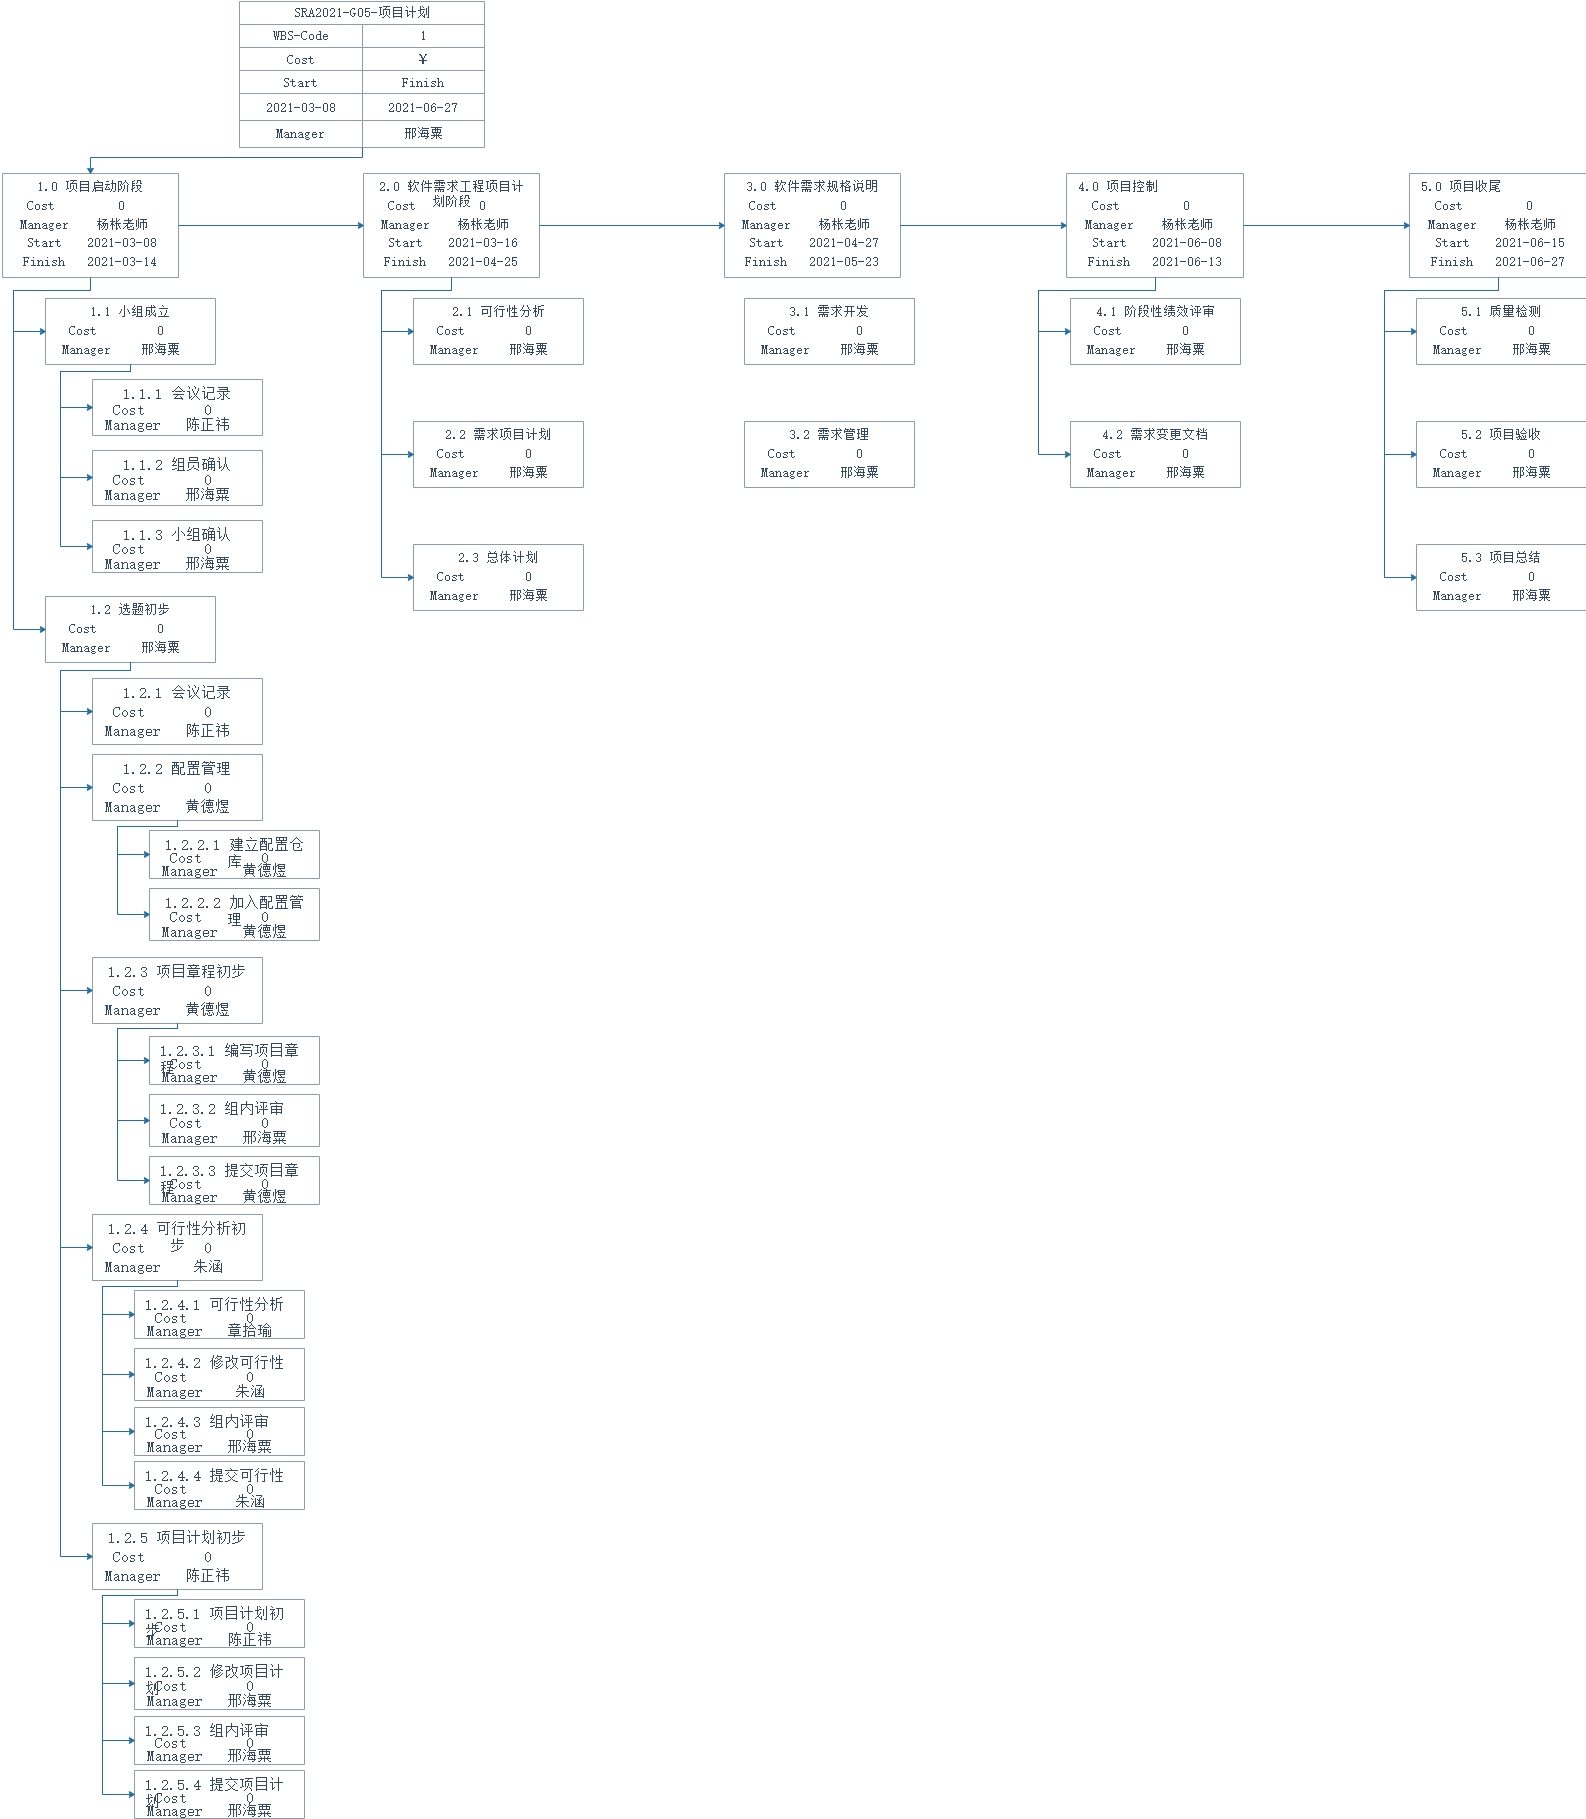 SRA2021-G05-项目计划
WBS-Code 1
Cost ¥
Start Finish
2021-03-08 2021-06-27
Manager 邢海粟
1.0 项目启动阶段
Cost 0
Manager 杨枨老师
Start 2021-03-08
Finish 2021-03-14
2.0 软件需求工程项目计
划阶段
Cost 0
Manager 杨枨老师
Start 2021-03-16
Finish 2021-04-25
3.0 软件需求规格说明
Cost 0
Manager 杨枨老师
Start 2021-04-27
Finish 2021-05-23
4.0 项目控制
Cost 0
Manager 杨枨老师
Start 2021-06-08
Finish 2021-06-13
5.0 项目收尾
Cost 0
Manager 杨枨老师
Start 2021-06-15
Finish 2021-06-27
1.1 小组成立
Cost 0
Manager 邢海粟
1.1.1 会议记录
Cost 0
Manager 陈正祎
1.1.2 组员确认
Cost 0
Manager 邢海粟
1.1.3 小组确认
Cost 0
Manager 邢海粟
1.2 选题初步
Cost 0
Manager 邢海粟
1.2.1 会议记录
Cost 0
Manager 陈正祎
1.2.2 配置管理
Cost 0
Manager 黄德煜
1.2.2.1 建立配置仓
库
Cost 0
Manager 黄德煜
1.2.2.2 加入配置管
理
Cost 0
Manager 黄德煜
1.2.3 项目章程初步
Cost 0
Manager 黄德煜
1.2.3.1 编写项目章
程
Cost 0
Manager 黄德煜
1.2.3.2 组内评审
Cost 0
Manager 邢海粟
1.2.3.3 提交项目章
程
Cost 0
Manager 黄德煜
1.2.4 可行性分析初
步
Cost 0
Manager 朱涵
1.2.4.1 可行性分析
Cost 0
Manager 章拾瑜
1.2.4.2 修改可行性
Cost 0
Manager 朱涵
1.2.4.3 组内评审
Cost 0
Manager 邢海粟
1.2.4.4 提交可行性
Cost 0
Manager 朱涵
1.2.5 项目计划初步
Cost 0
Manager 陈正祎
1.2.5.1 项目计划初
步
Cost 0
Manager 陈正祎
1.2.5.2 修改项目计
划
Cost 0
Manager 邢海粟
1.2.5.3 组内评审
Cost 0
Manager 邢海粟
1.2.5.4 提交项目计
划
Cost 0
Manager 邢海粟
2.1 可行性分析
Cost 0
Manager 邢海粟
2.2 需求项目计划
Cost 0
Manager 邢海粟
2.3 总体计划
Cost 0
Manager 邢海粟
3.1 需求开发
Cost 0
Manager 邢海粟
3.2 需求管理
Cost 0
Manager 邢海粟
4.1 阶段性绩效评审
Cost 0
Manager 邢海粟
4.2 需求变更文档
Cost 0
Manager 邢海粟
5.1 质量检测
Cost 0
Manager 邢海粟
5.2 项目验收
Cost 0
Manager 邢海粟
5.3 项目总结
Cost 0
Manager 邢海粟